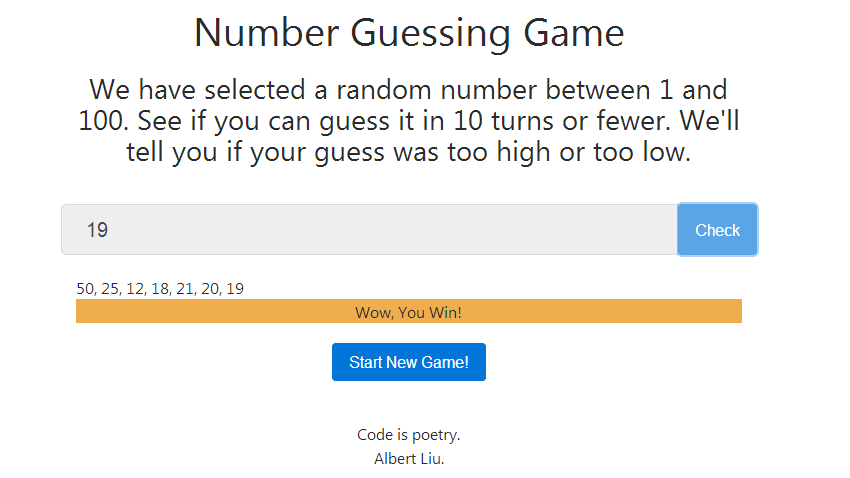 Number Guessing Game
We have selected a random number between 1 and
100. See if you can guess it in 10 turns or fewer. We'll
tell you if your guess was too high or too low.
19
Check
50, 25, 12, 18, 21, 20, 19
Wow, You Win!
Start New Game!
Code is poetry.
Albert Liu.